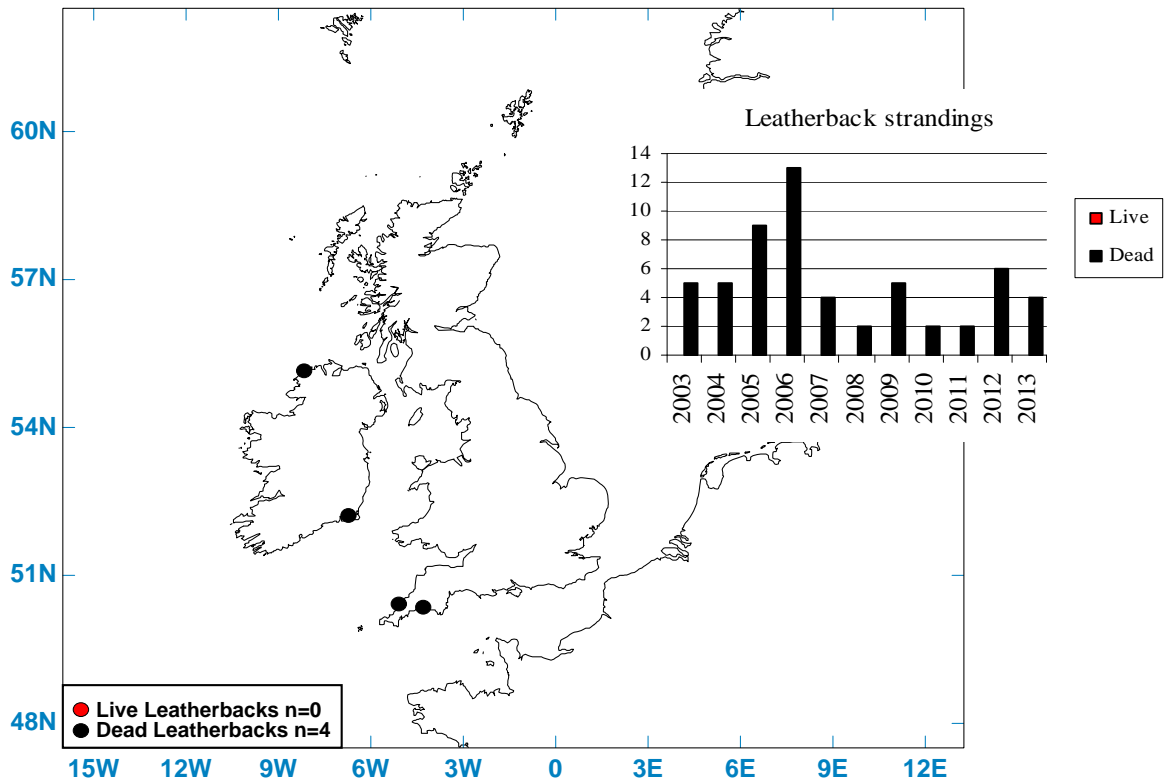 Leatherback strandings
14
12
10
8
6
4
2
0
2003 2004 2005 2006 2007 2008 2009 2010 2011 2012 2013
Live
Dead
60N
57N
54N
51N
48N
Live Leatherbacks n=0
Dead Leatherbacks n=4
15W 12W 9W 6W 3W 0 3E 6E 9E 12E